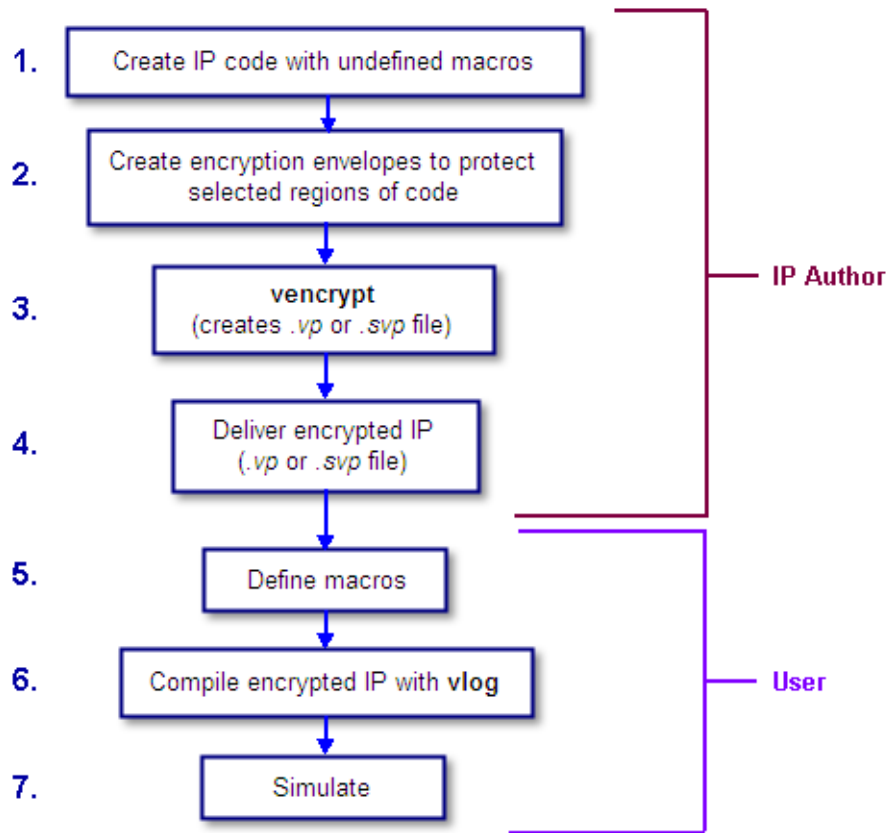 1.
Create IP code with undefined macros
2.
Create encryption envelopes to protect
selected regions of code
3.
vencrypt
(creates .vp or .svp file)
IP Author
4.
Deliver encrypted IP
(.vp or .svp file)
5.
Define macros
6.
Compile encrypted IP with vlog
User
7.
Simulate